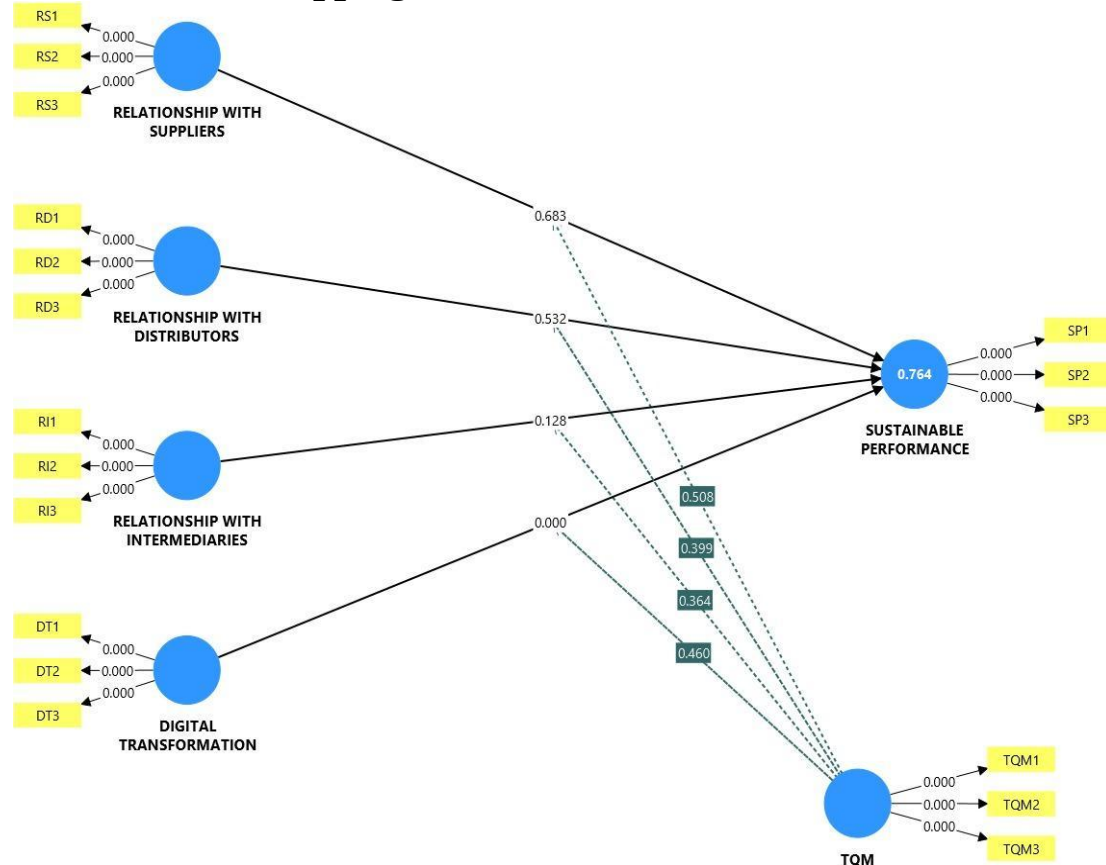 RS1
0.000
RS2
0.000
0.000
RS3
RELATIONSHIP WITH
SUPPLIERS
0.683
RD1
0.000
RD2
0.000
0.000
RD3
RELATIONSHIP WITH
DISTRIBUTORS
0.532
RI1
0.000
RI2
0.000
0.000
RI3
RELATIONSHIP WITH
INTERMEDIARIES
0.128
DT1
0.000
DT2
0.000
0.000
DT3
DIGITAL
TRANSFORMATION
0.000
0.508
0.399
0.364
0.460
0.764
SUSTAINABLE
PERFORMANCE
0.000
SP1
0.000
SP2
0.000
SP3
TQM
0.000
TQM1
0.000
TQM2
0.000
TQM3